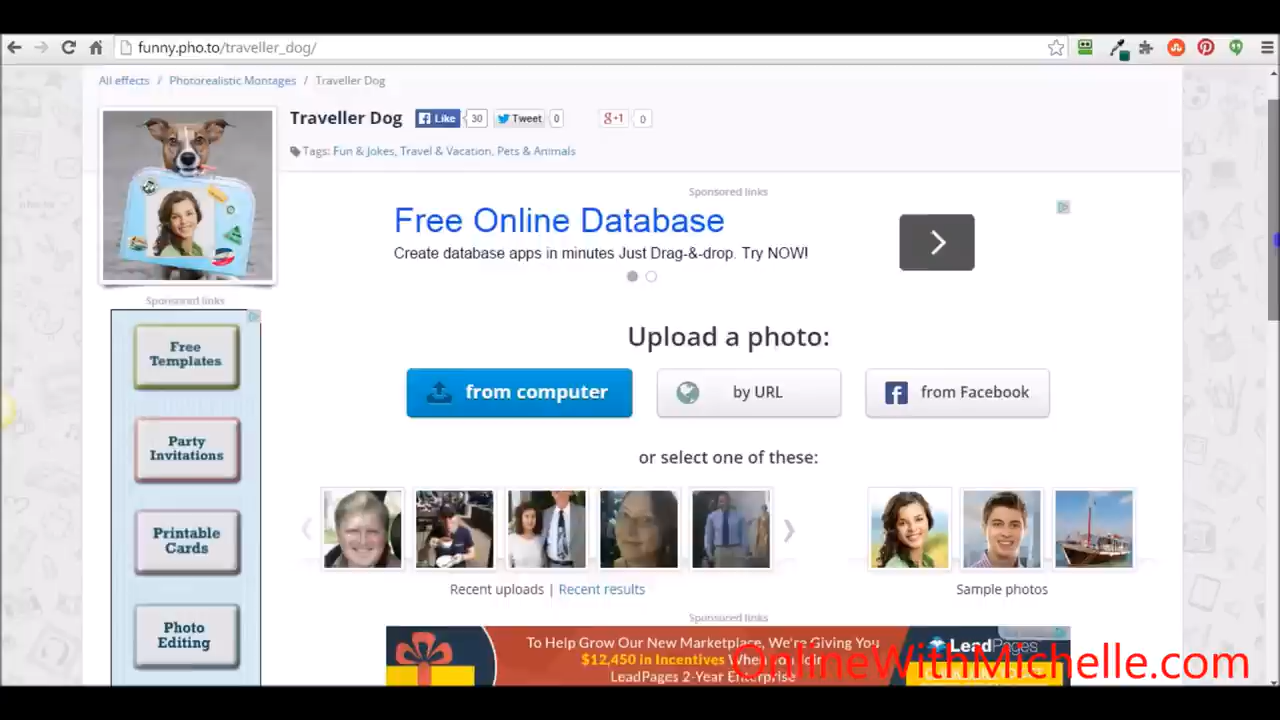 funny.pho.to/traveller_dog/
All effects / Photorealistic Montages / Traveller Dog
Traveller Dog
Like 30 Tweet 0 g+1 0
Tags: Fun & Jokes, Travel & Vacation, Pets & Animals
Sponsored links
Free Online Database
Create database apps in minutes Just Drag-&-drop. Try NOW!
Sponsored links
Free
Templates
Party
Invitations
Printable
Cards
Photo
Editing
Upload a photo:
from computer by URL from Facebook
or select one of these:
Recent uploads | Recent results
Sample photos
Sponsored links
To Help Grow Our New Marketplace, We're Giving You
$12,450 in Incentives When You Join
LeadPages 2-Year Enterprise
LeadPages
OnlineWithMichelle.com